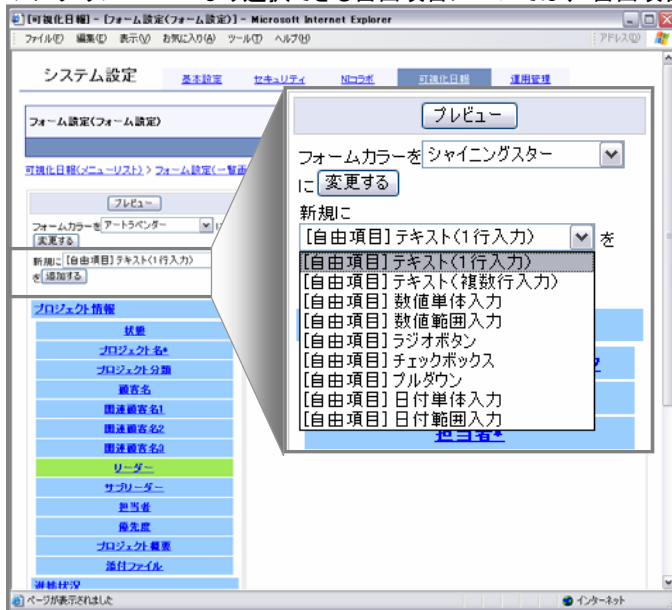 [可視化日報] - [フォーム設定(フォーム設定)] - Microsoft Internet Explorer
ファイル(F) 編集(E) 表示(V) お気に入り(A) ツール(T) ヘルプ(H)
アドレス(D)
システム設定
基本設定
セキュリティ
NIコラボ
可視化日報
運用管理
フォーム設定(フォーム設定)
可視化日報(メニューリスト) > フォーム設定(一覧画
プレビュー
フォームカラーを アートラベンダー に
変更する
新規に [自由項目] テキスト(1行入力)
を 追加する
プロジェクト情報
状態
プロジェクト名*
プロジェクト分類
顧客名
関連顧客名1
関連顧客名2
関連顧客名3
リーダー
サブリーダー
担当者
優先度
プロジェクト概要
添付ファイル
進捗状況
プレビュー
フォームカラーを シャイニングスター
に 変更する
新規に
[自由項目] テキスト(1行入力) を
[自由項目] テキスト(1行入力)
[自由項目] テキスト(複数行入力)
[自由項目] 数値単体入力
[自由項目] 数値範囲入力
[自由項目] ラジオボタン
[自由項目] チェックボックス
[自由項目] プルダウン
[自由項目] 日付単体入力
[自由項目] 日付範囲入力
担当者*
ページが表示されました
インターネット